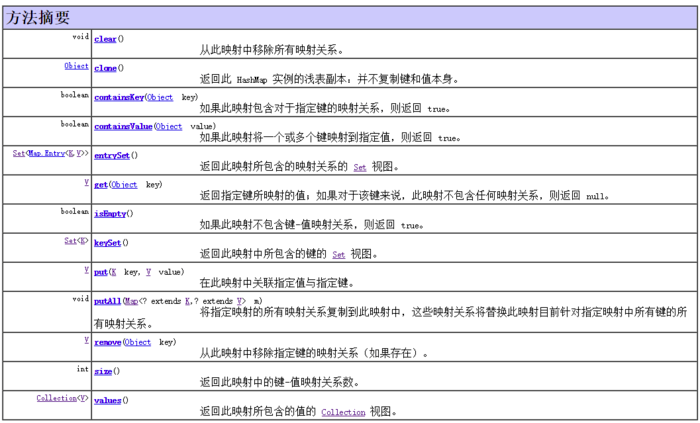 方法摘要
void clear()
从此映射中移除所有映射关系。
Object clone()
返回此 HashMap 实例的浅表副本：并不复制键和值本身。
boolean containsKey(Object key)
如果此映射包含对于指定键的映射关系，则返回 true。
boolean containsValue(Object value)
如果此映射将一个或多个键映射到指定值，则返回 true。
Set<Map.Entry<K,V>> entrySet()
返回此映射所包含的映射关系的 Set 视图。
V get(Object key)
返回指定键所映射的值；如果对于该键来说，此映射不包含任何映射关系，则返回 null。
boolean isEmpty()
如果此映射不包含键-值映射关系，则返回 true。
Set<K> keySet()
返回此映射中所包含的键的 Set 视图。
V put(K key, V value)
在此映射中关联指定值与指定键。
void putAll(Map<? extends K,? extends V> m)
将指定映射的所有映射关系复制到此映射中，这些映射关系将替换此映射目前针对指定映射中所有键的所
有映射关系。
V remove(Object key)
从此映射中移除指定键的映射关系（如果存在）。
int size()
返回此映射中的键-值映射关系数。
Collection<V> values()
返回此映射所包含的值的 Collection 视图。